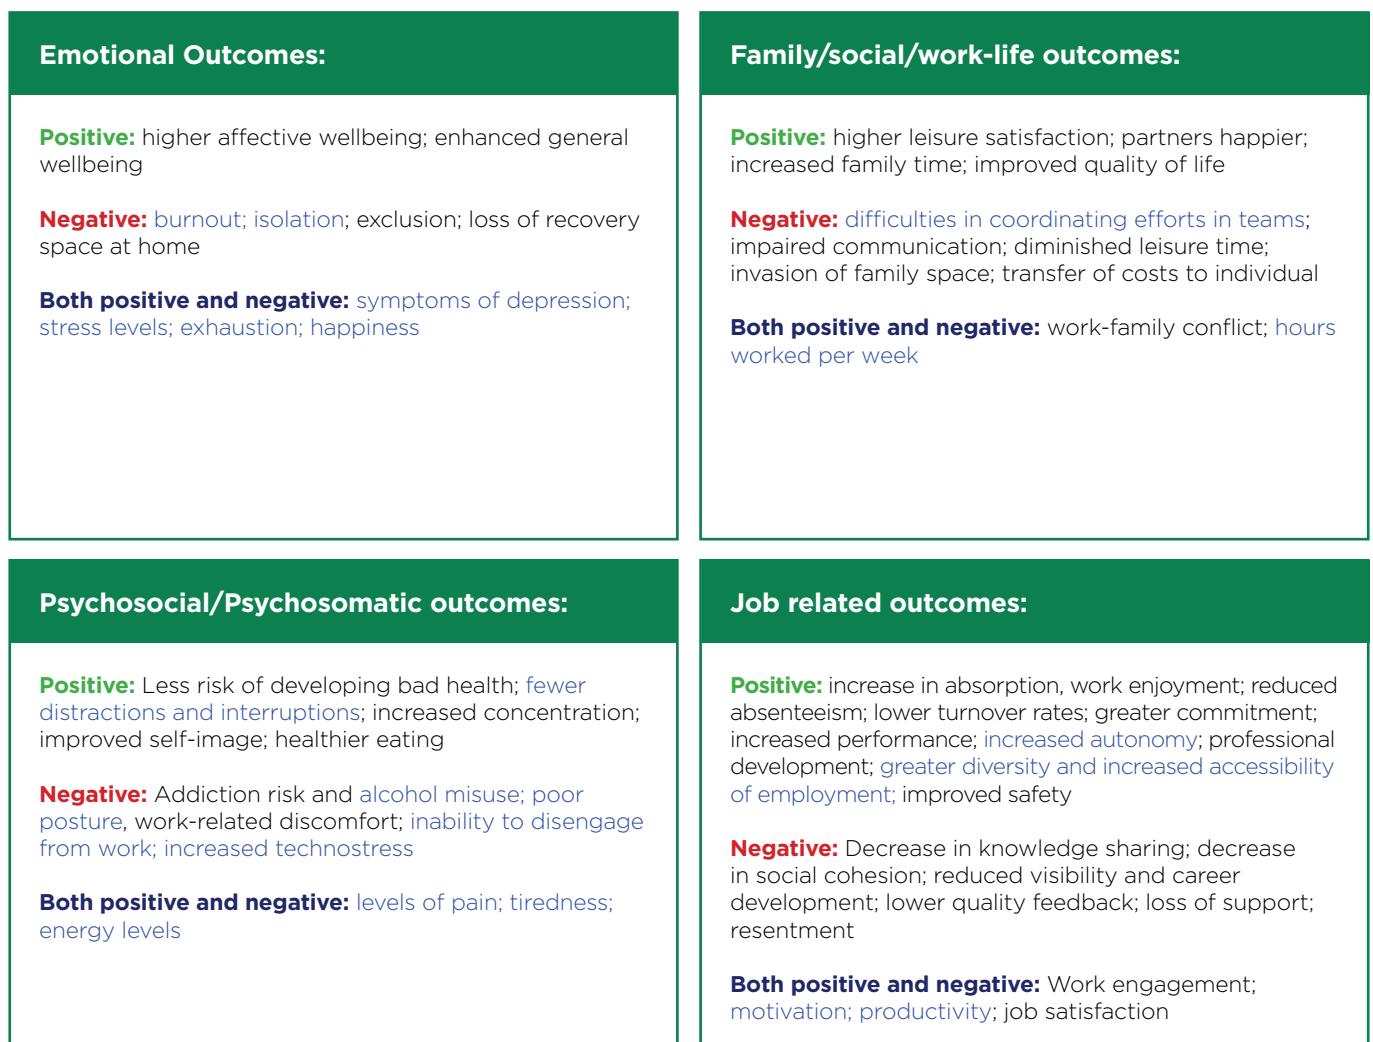 Emotional Outcomes:
Positive: higher affective wellbeing; enhanced general
wellbeing
Negative: burnout; isolation; exclusion; loss of recovery
space at home
Both positive and negative: symptoms of depression;
stress levels; exhaustion; happiness
Family/social/work-life outcomes:
Positive: higher leisure satisfaction; partners happier;
increased family time; improved quality of life
Negative: difficulties in coordinating efforts in teams;
impaired communication; diminished leisure time;
invasion of family space; transfer of costs to individual
Both positive and negative: work-family conflict; hours
worked per week
Psychosocial/Psychosomatic outcomes:
Positive: Less risk of developing bad health; fewer
distractions and interruptions; increased concentration;
improved self-image; healthier eating
Negative: Addiction risk and alcohol misuse; poor
posture, work-related discomfort; inability to disengage
from work; increased technostress
Both positive and negative: levels of pain; tiredness;
energy levels
Job related outcomes:
Positive: increase in absorption, work enjoyment; reduced
absenteeism; lower turnover rates; greater commitment;
increased performance; increased autonomy; professional
development; greater diversity and increased accessibility
of employment; improved safety
Negative: Decrease in knowledge sharing; decrease
in social cohesion; reduced visibility and career
development; lower quality feedback; loss of support;
resentment
Both positive and negative: Work engagement;
motivation; productivity; job satisfaction